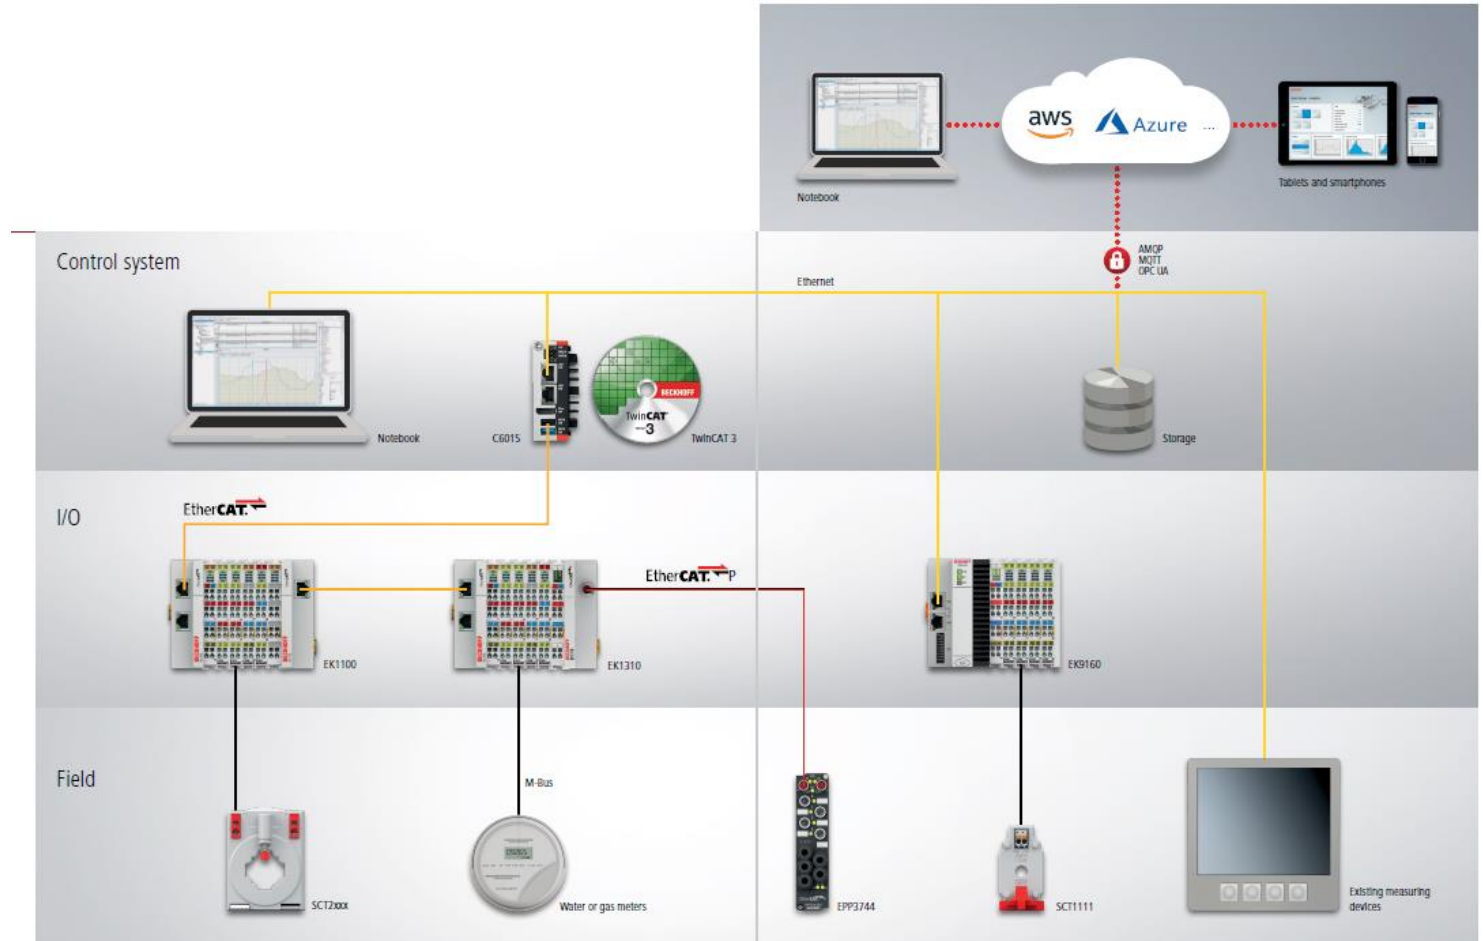 aws
Azure ...
Notebook
Tablets and smartphones
Control system
AMQP
MQTT
OPC UA
Ethernet
BECKHOFF
TwinCAT
3
Notebook
C6015
TwinCAT 3
Storage
I/O
EtherCAT.
EtherCAT. P
EK1100
EK1310
EK9160
Field
M-Bus
SCT2xxx
Water or gas meters
EPP3744
SCT1111
Existing measuring
devices